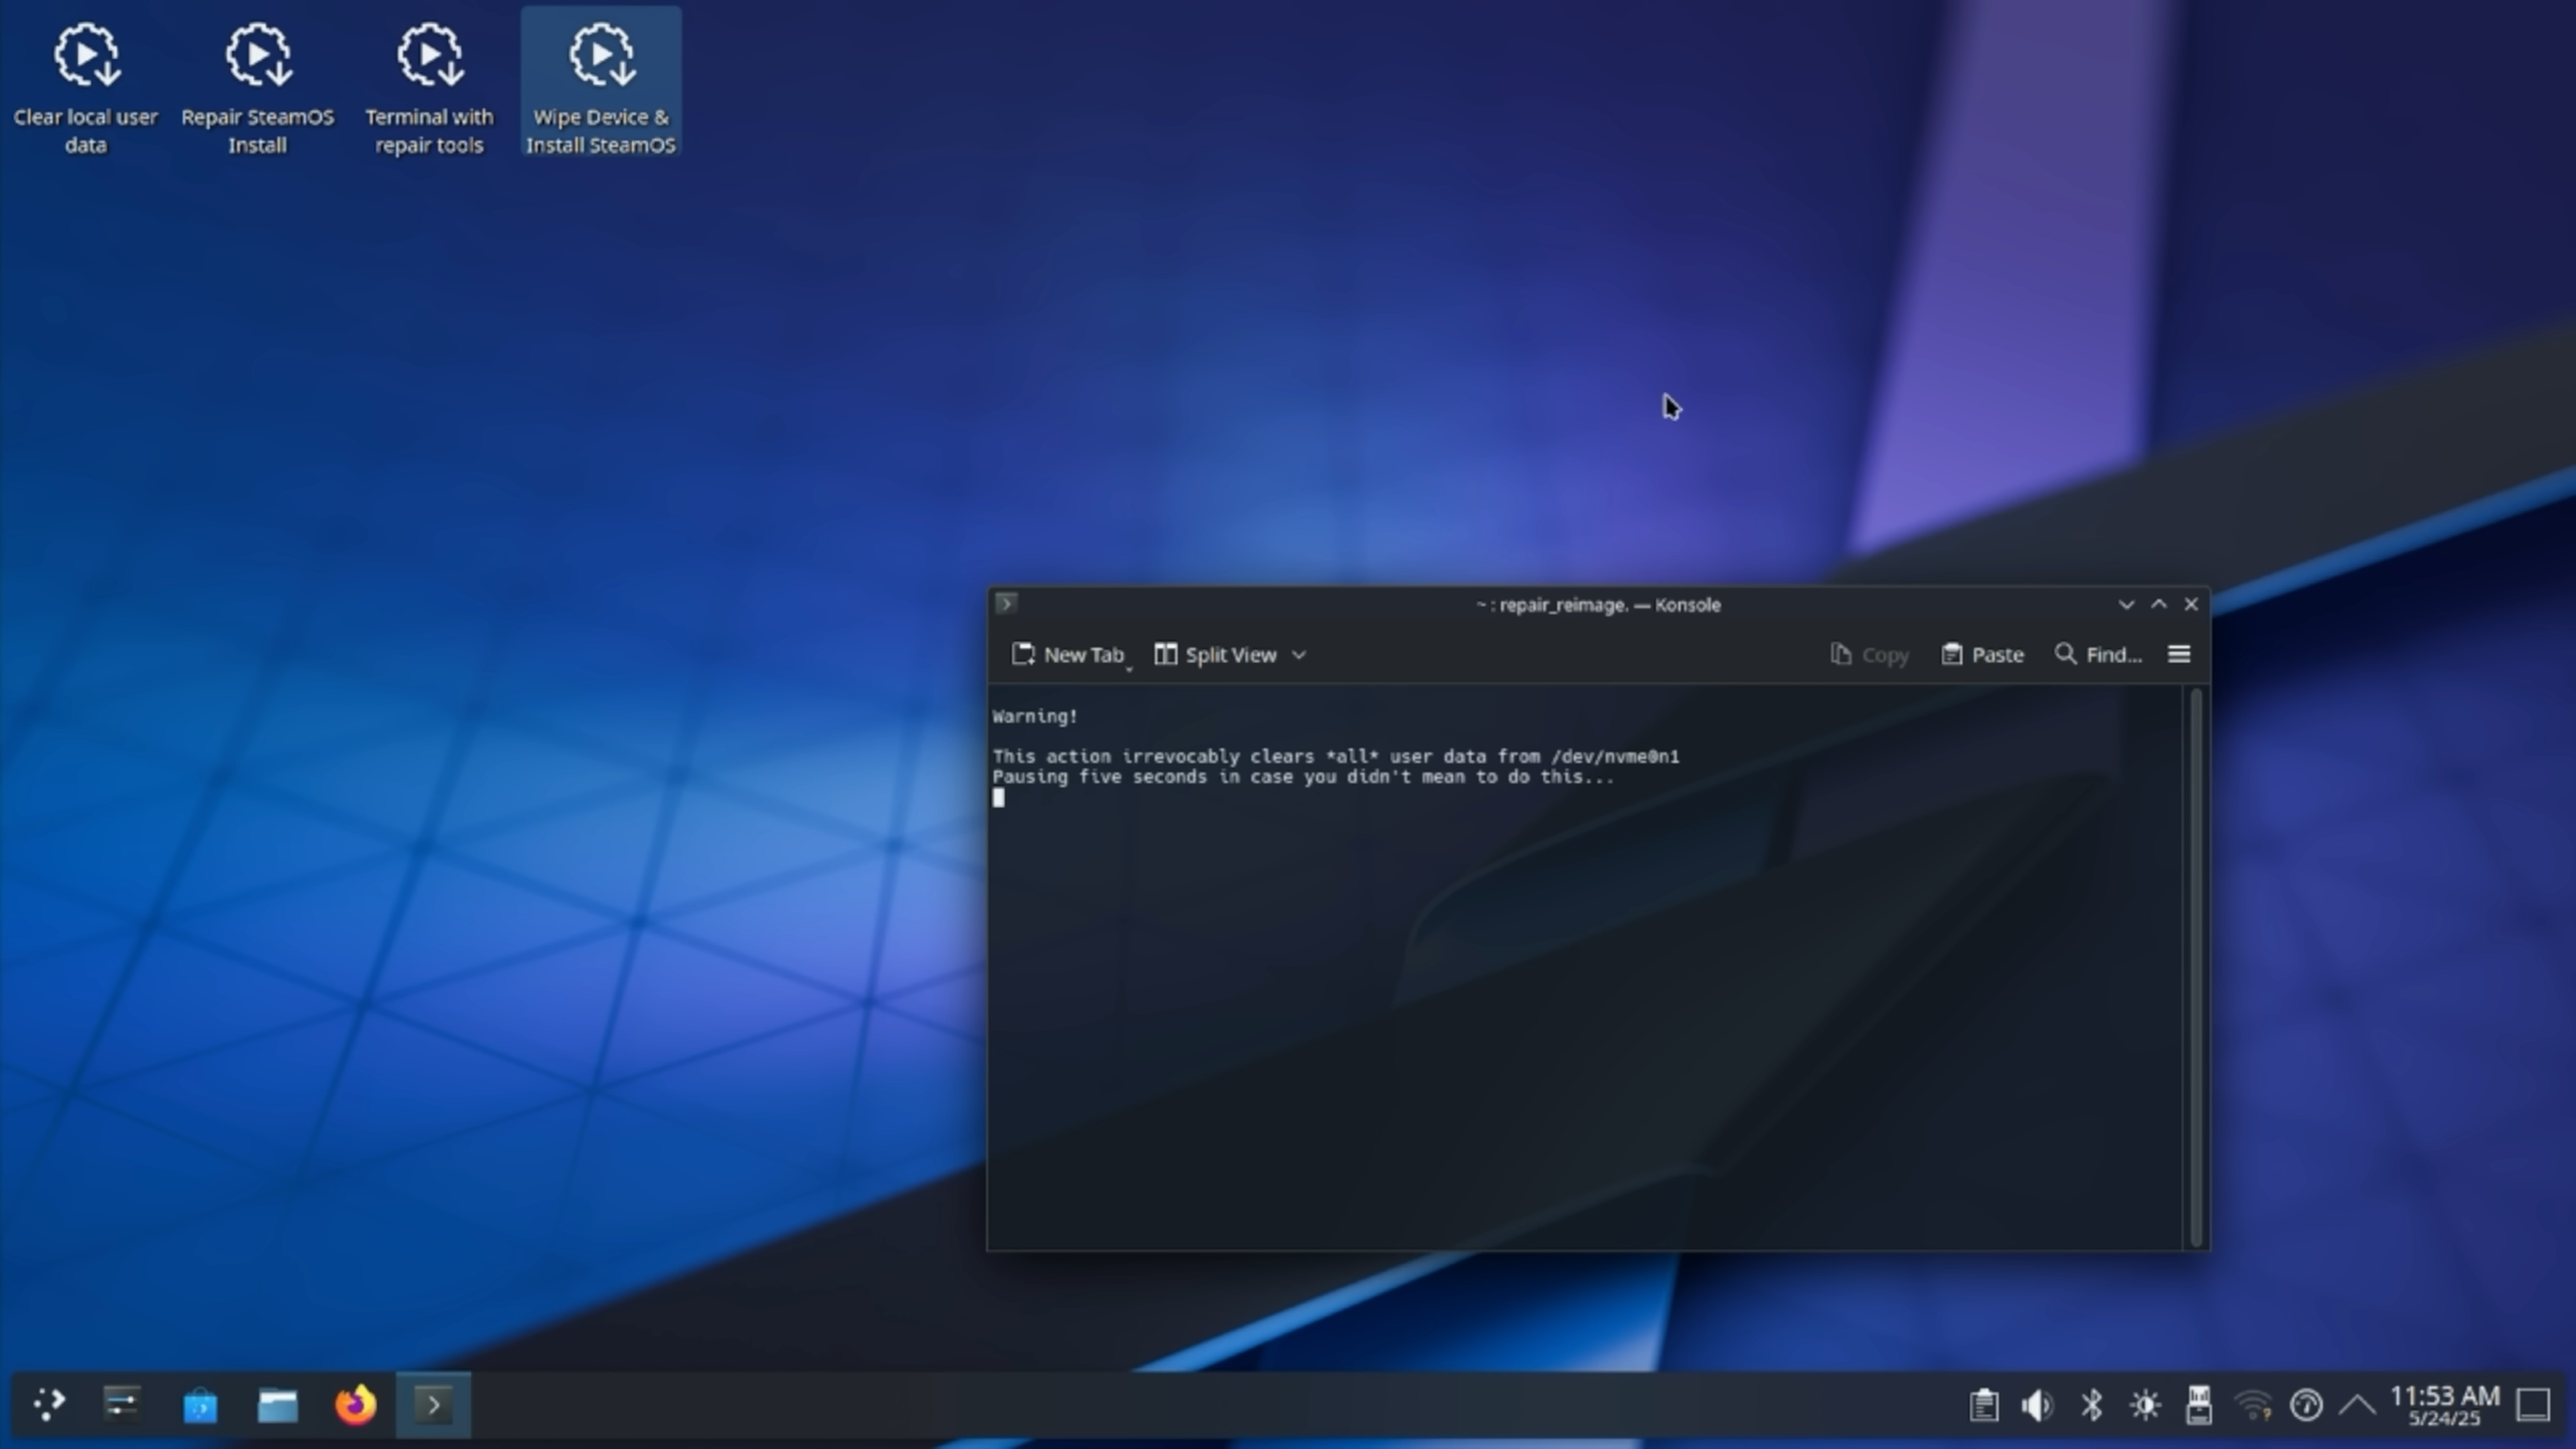 Clear local user
data
Repair SteamOS
Install
Terminal with
repair tools
Wipe Device &
Install SteamOS
~ : repair_reimage. — Konsole
New Tab
Split View
Copy
Paste
Find...
Warning!
This action irrevocably clears *all* user data from /dev/nvme0n1
Pausing five seconds in case you didn't mean to do this...
11:53 AM
5/24/25